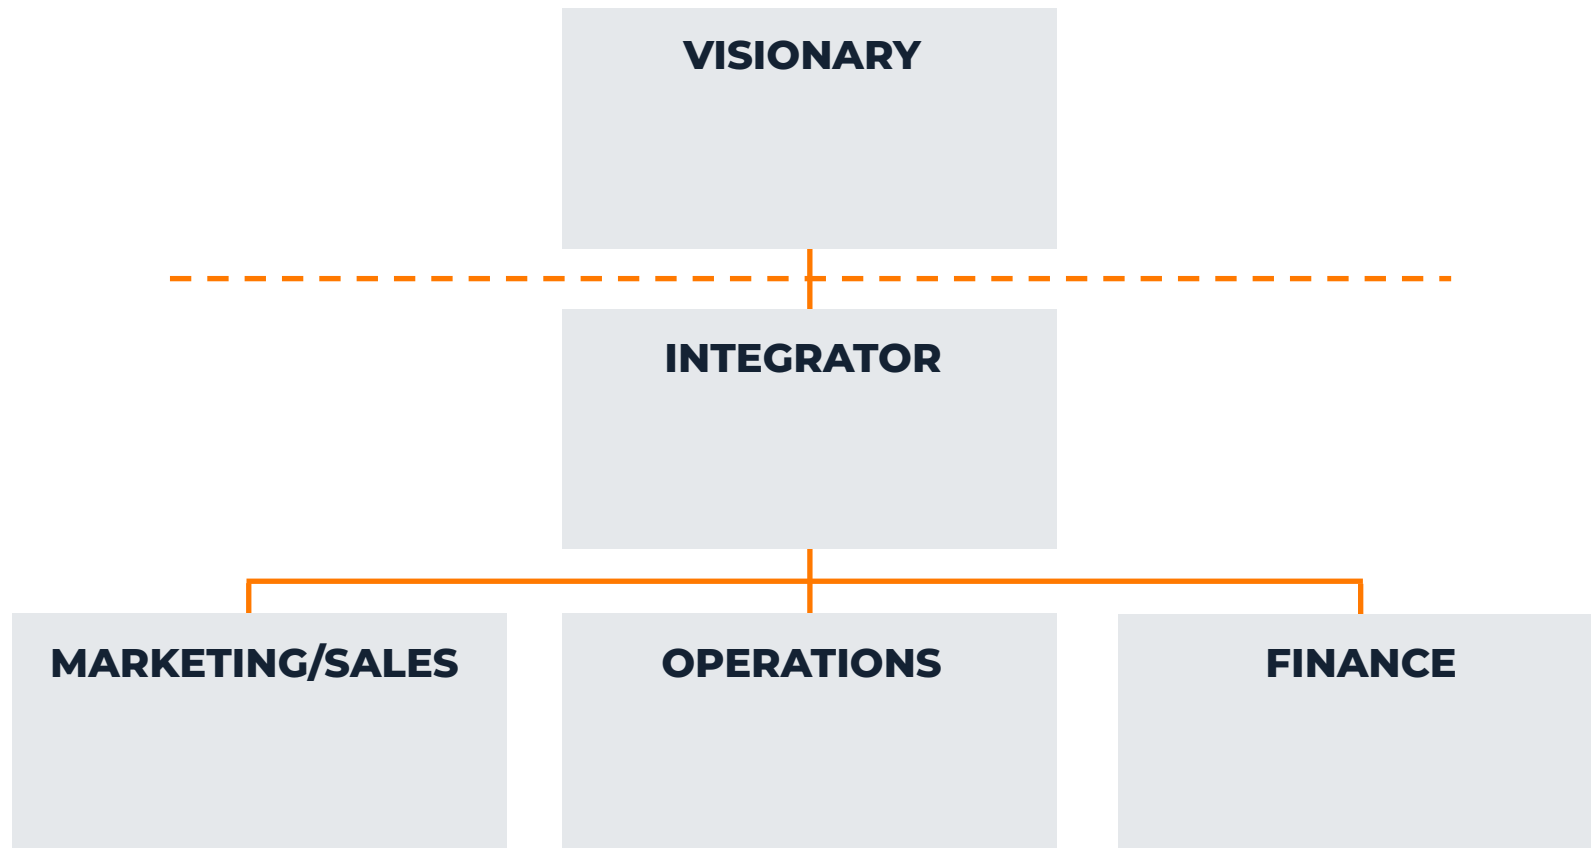 VISIONARY
INTEGRATOR
MARKETING/SALES
OPERATIONS
FINANCE